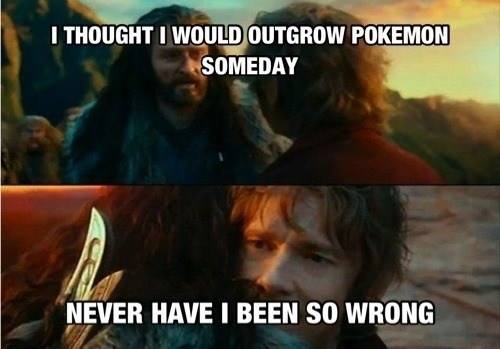 I THOUGHT I WOULD OUTGROW POKEMON
SOMEDAY
NEVER HAVE I BEEN SO WRONG